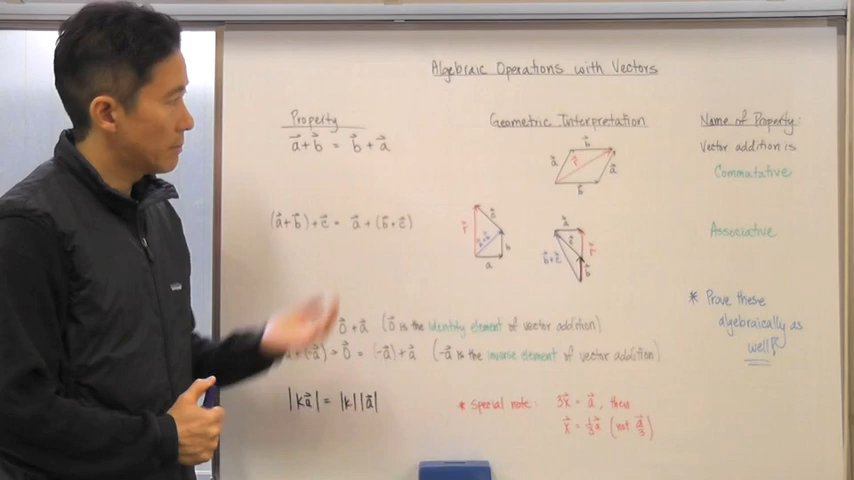 Algebraic Operations with Vectors
Property
Geometric Interpretation
Name of Property:
a⃗+b⃗ = b⃗+a⃗
b⃗
a⃗ r⃗ a⃗
b⃗
Vector addition is
Commutative
(a⃗+b⃗)+c⃗ = a⃗+(b⃗+c⃗)
c⃗
r⃗ a⃗+b⃗ b
a
a⃗
c⃗ r⃗
b⃗+c⃗ b⃗
Associative
* Prove these
algebraically as
well!
0⃗+a⃗ (0⃗ is the identity element of vector addition)
+(-a⃗) = 0⃗ = (-a⃗)+a⃗ (-a⃗ is the inverse element of vector addition)
|ka⃗| = |k||a⃗|
* Special note: 3x⃗ = a⃗, then
x⃗ = 1/3 a⃗ (not a⃗/3)
patagonia